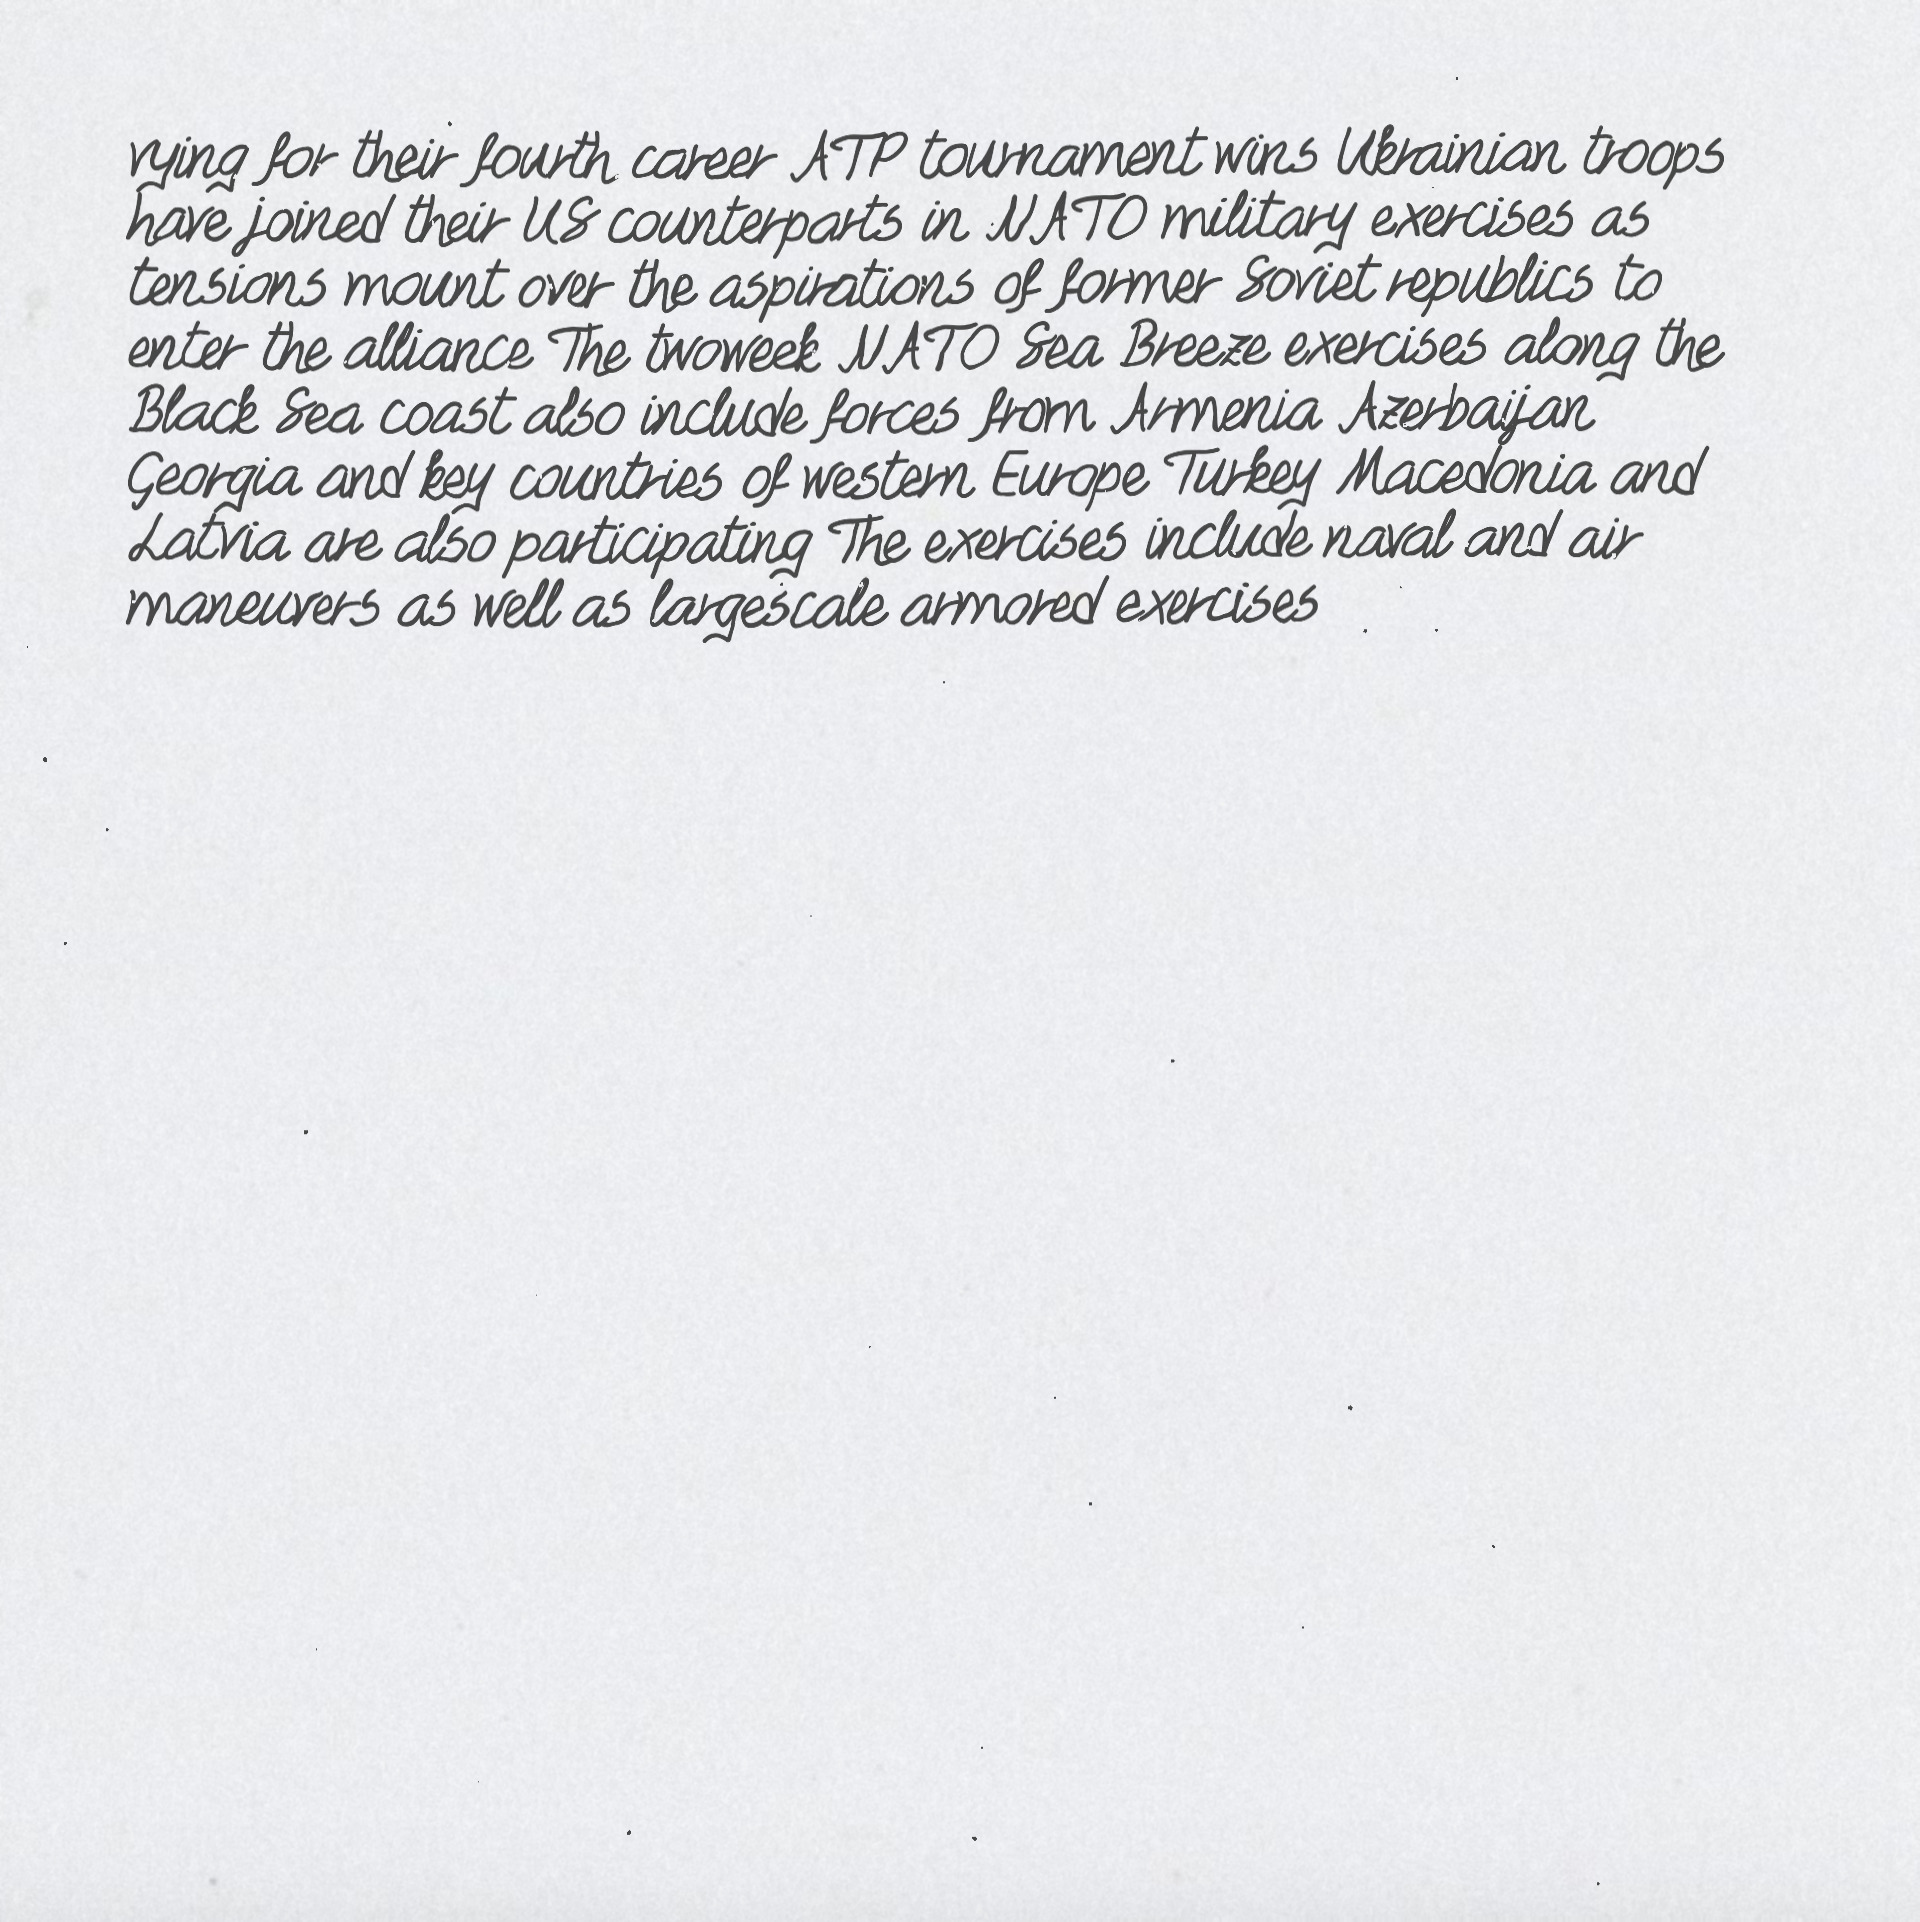 vying for their fourth career ATP tournament wins Ukrainian troops
have joined their US counterparts in NATO military exercises as
tensions mount over the aspirations of former Soviet republics to
enter the alliance The twoweek NATO Sea Breeze exercises along the
Black Sea coast also include forces from Armenia Azerbaijan
Georgia and key countries of western Europe Turkey Macedonia and
Latvia are also participating The exercises include naval and air
maneuvers as well as largescale armored exercises